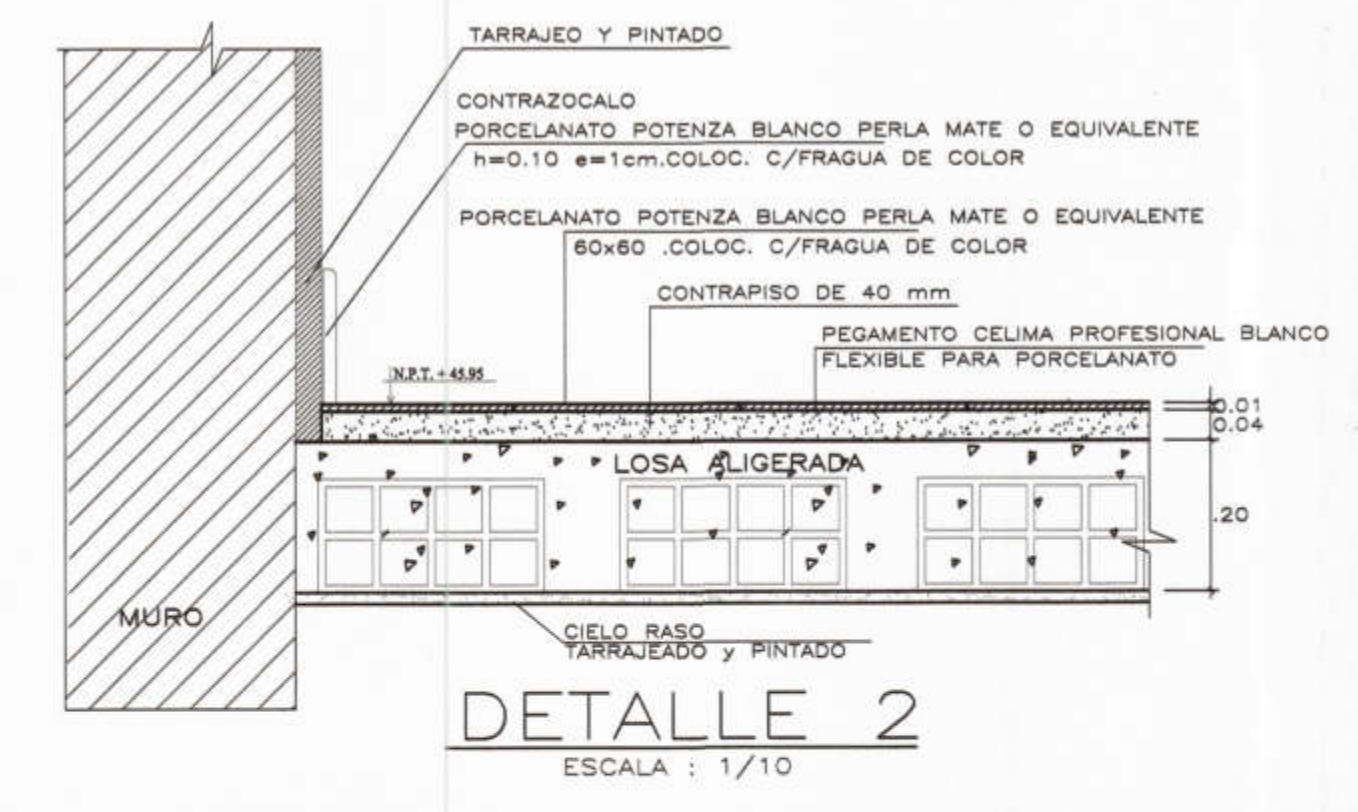 TARRAJEO Y PINTADO
CONTRAZOCALO
PORCELANATO POTENZA BLANCO PERLA MATE O EQUIVALENTE
h=0.10 e=1cm.COLOC. C/FRAGUA DE COLOR
PORCELANATO POTENZA BLANCO PERLA MATE O EQUIVALENTE
60x60 .COLOC. C/FRAGUA DE COLOR
CONTRAPISO DE 40 mm
PEGAMENTO CELIMA PROFESIONAL BLANCO
FLEXIBLE PARA PORCELANATO
N.P.T. + 45.95
0.01
0.04
LOSA ALIGERADA
.20
MURO
CIELO RASO
TARRAJEADO y PINTADO
DETALLE 2
ESCALA : 1/10